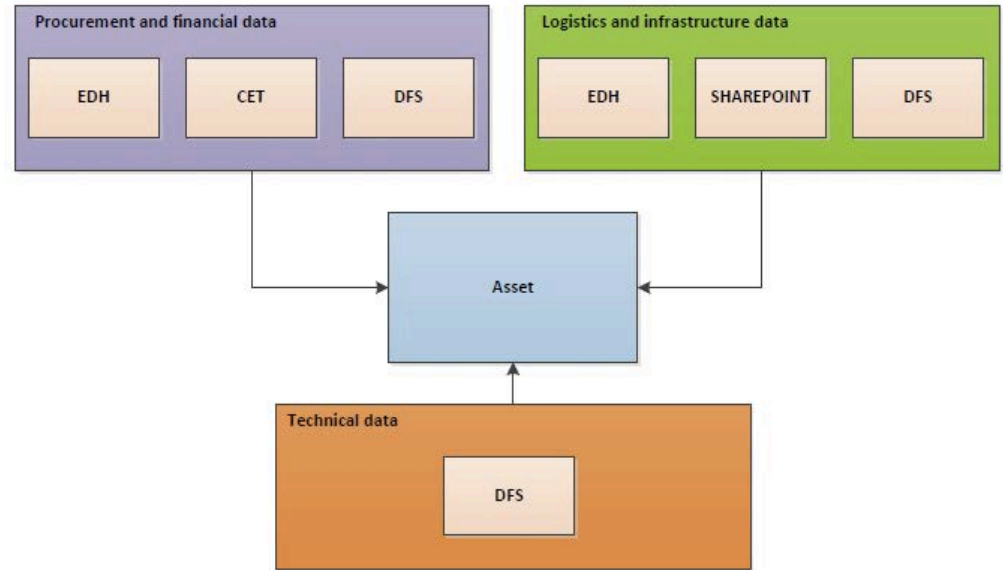 Procurement and financial data
EDH
CET
DFS
Logistics and infrastructure data
EDH
SHAREPOINT
DFS
Asset
Technical data
DFS